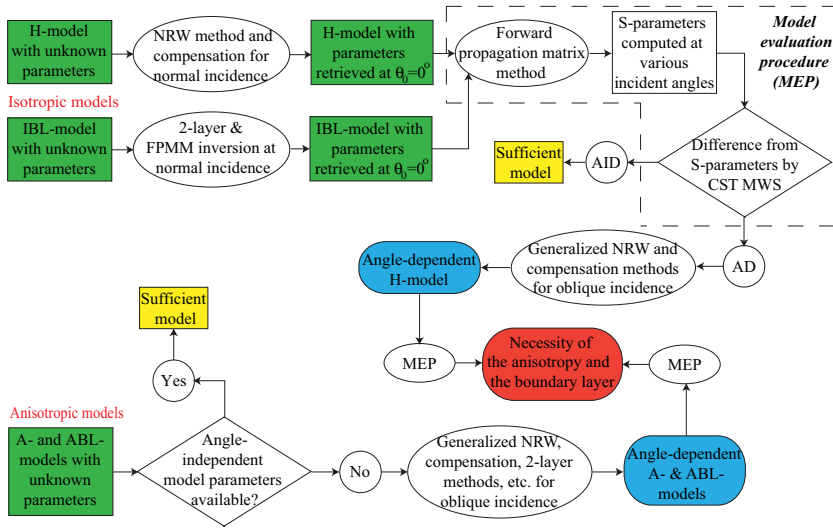 H-model
with unknown
parameters
NRW method and
compensation for
normal incidence
H-model with
parameters
retrieved at θ0=0°
Forward
propagation matrix
method
S-parameters
computed at
various
incident angles
Model
evaluation
procedure
(MEP)
Isotropic models
IBL-model
with unknown
parameters
2-layer &
FPMM inversion at
normal incidence
IBL-model with
parameters
retrieved at θ0=0°
Sufficient
model
AID
Difference from
S-parameters by
CST MWS
Angle-dependent
H-model
Generalized NRW and
compensation methods
for oblique incidence
AD
Sufficient
model
Yes
MEP
Necessity of
the anisotropy and
the boundary layer
MEP
Anisotropic models
A- and ABL-
models with
unknown
parameters
Angle-
independent
model parameters
available?
No
Generalized NRW,
compensation, 2-layer
methods, etc. for
oblique incidence
Angle-dependent
A- & ABL-
models